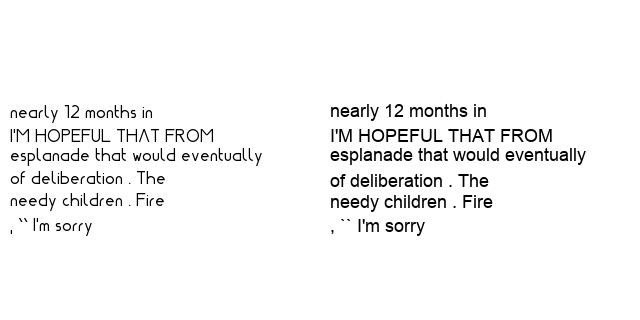 nearly 12 months in
I'M HOPEFUL THAT FROM
esplanade that would eventually
of deliberation . The
needy children . Fire
, `` I'm sorry
nearly 12 months in
I'M HOPEFUL THAT FROM
esplanade that would eventually
of deliberation . The
needy children . Fire
, `` I'm sorry